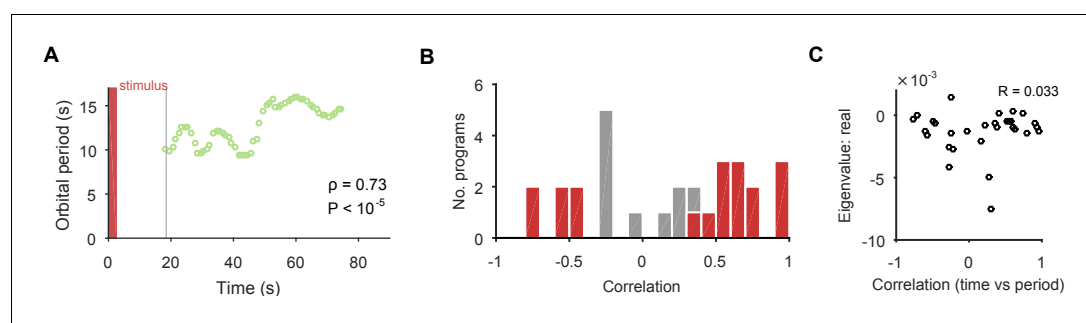 A
stimulus
Orbital period (s)
15
10
5
0
0 20 40 60 80
Time (s)
ρ = 0.73
P < 10-5
B
No. programs
6
4
2
0
-1 -0.5 0 0.5 1
Correlation
C
×10-3
R = 0.033
Eigenvalue: real
0
-5
-10
-1 0 1
Correlation (time vs period)